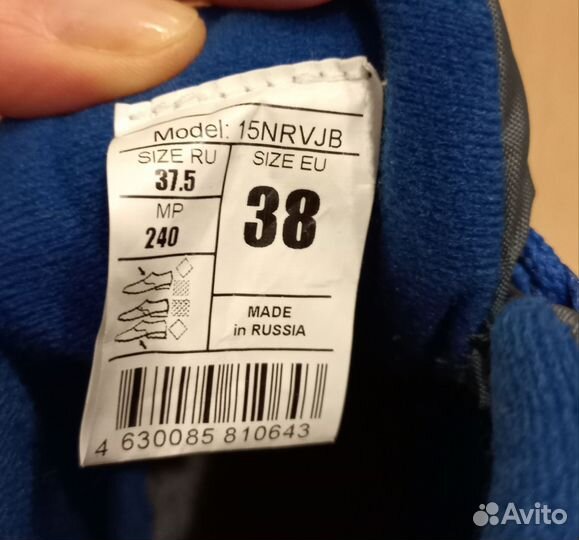 Model: 15NRVJB
SIZE RU
37.5
MP
240
SIZE EU
38
MADE
in RUSSIA
4 630085 810643
Avito